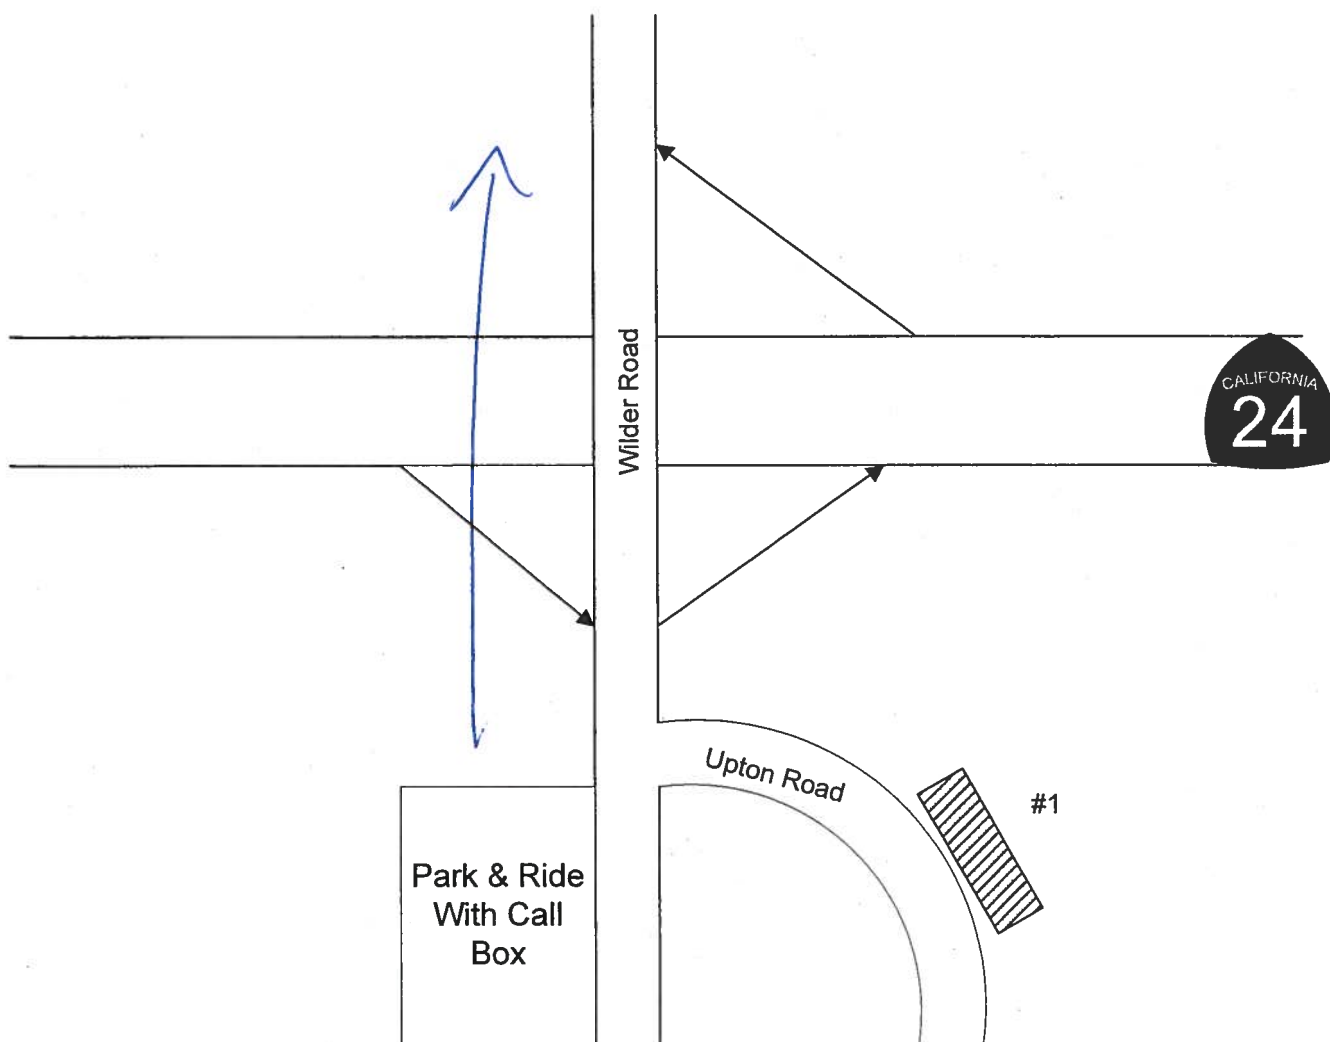 Wilder Road
CALIFORNIA
24
Upton Road
#1
Park & Ride
With Call
Box